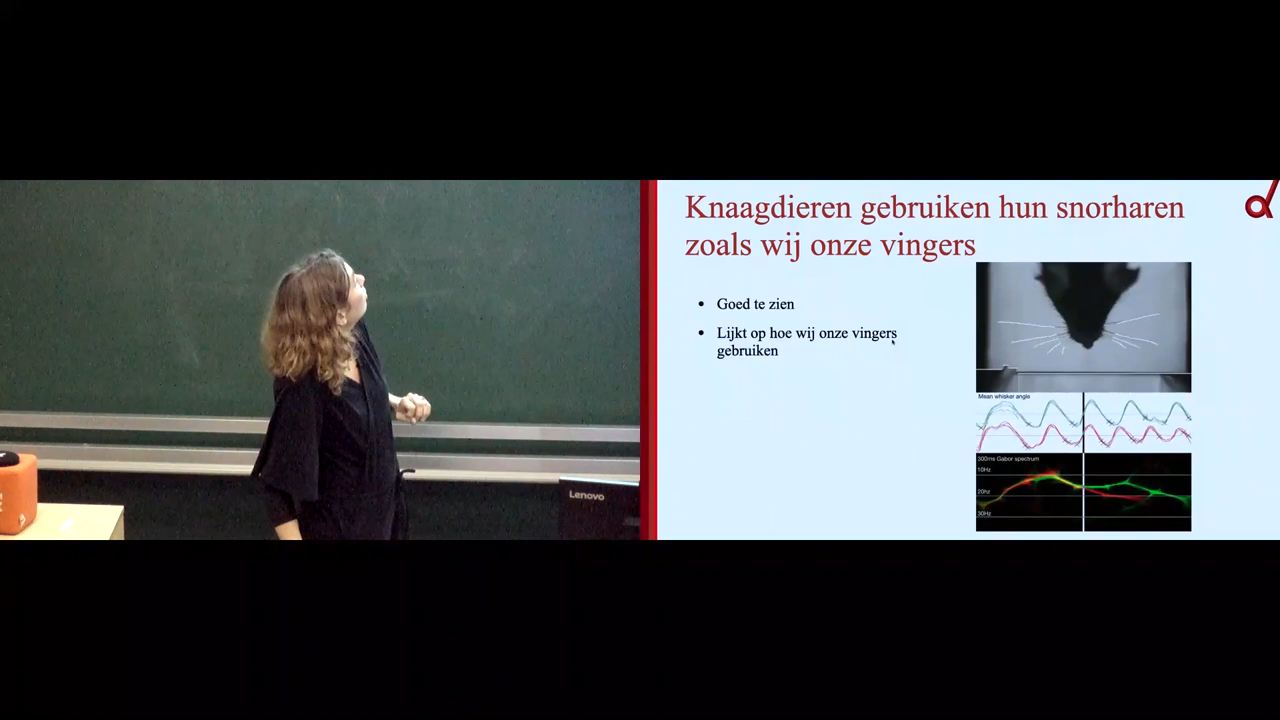 Knaagdieren gebruiken hun snorharen
zoals wij onze vingers
• Goed te zien
• Lijkt op hoe wij onze vingers
gebruiken
Mean whisker angle
300ms Gabor spectrum
10Hz
20hz
30Hz
Lenovo